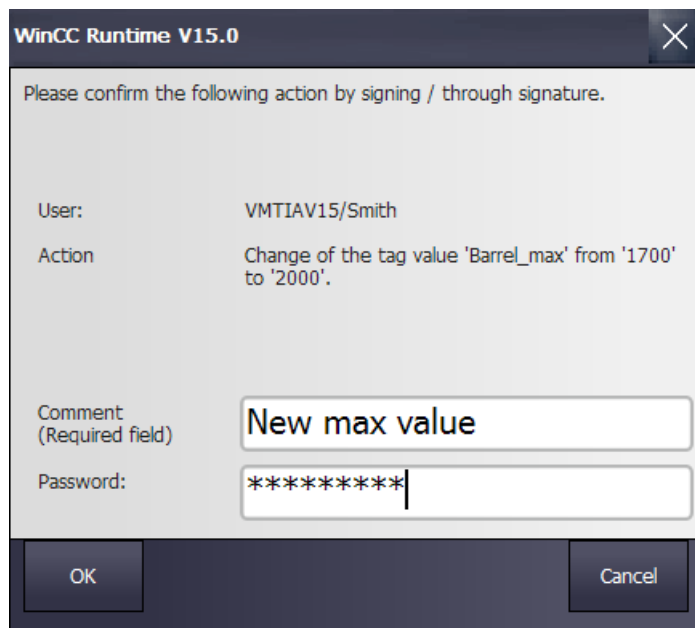 WinCC Runtime V15.0
Please confirm the following action by signing / through signature.
User: VMTIAV15/Smith
Action Change of the tag value 'Barrel_max' from '1700'
to '2000'.
Comment
(Required field) New max value
Password: *********
OK Cancel